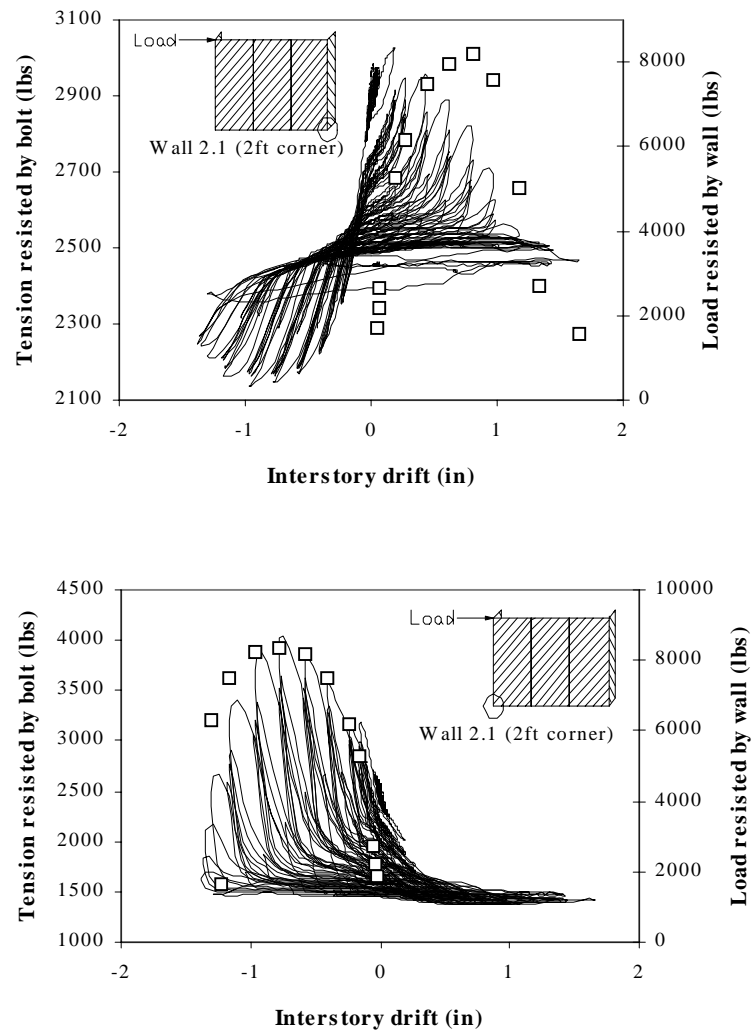 3100
2900
2700
2500
2300
2100
Tension resisted by bolt (lbs)
Load
Wall 2.1 (2ft corner)
8000
6000
4000
2000
0
Load resisted by wall (lbs)
-2 -1 0 1 2
Interstory drift (in)
4500
4000
3500
3000
2500
2000
1500
1000
Tension resisted by bolt (lbs)
Load
Wall 2.1 (2ft corner)
10000
8000
6000
4000
2000
0
Load resisted by wall (lbs)
-2 -1 0 1 2
Interstory drift (in)